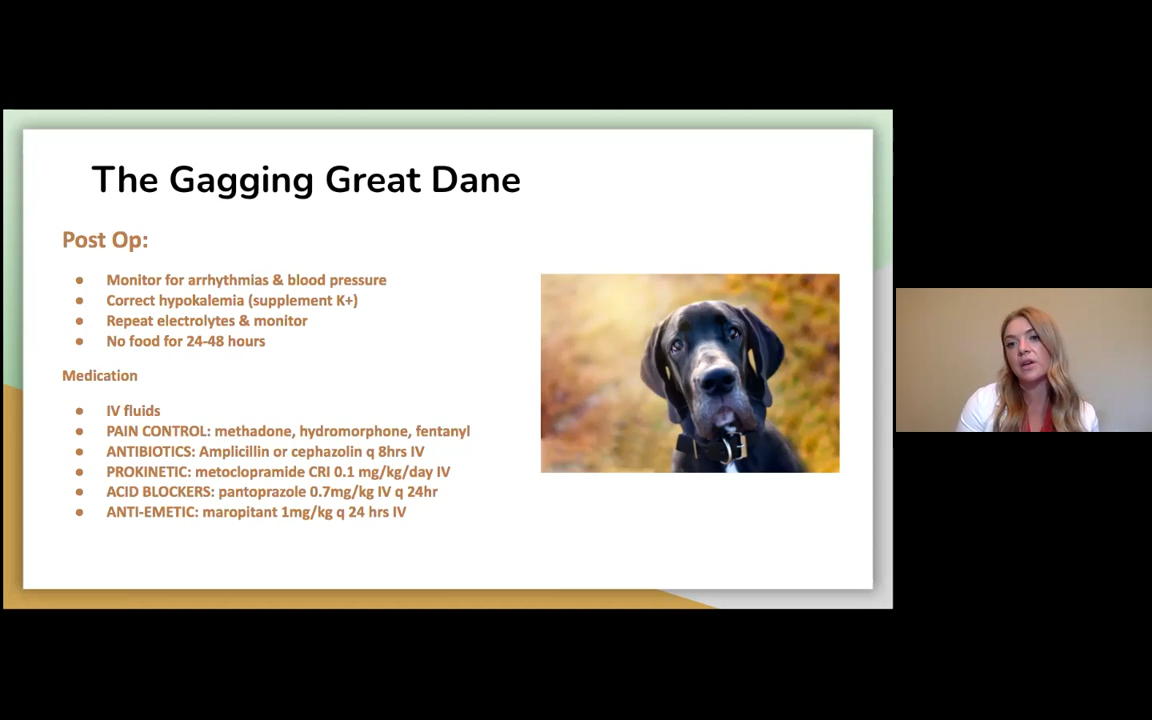 The Gagging Great Dane
Post Op:
● Monitor for arrhythmias & blood pressure
● Correct hypokalemia (supplement K+)
● Repeat electrolytes & monitor
● No food for 24-48 hours
Medication
● IV fluids
● PAIN CONTROL: methadone, hydromorphone, fentanyl
● ANTIBIOTICS: Amplicillin or cephazolin q 8hrs IV
● PROKINETIC: metoclopramide CRI 0.1 mg/kg/day IV
● ACID BLOCKERS: pantoprazole 0.7mg/kg IV q 24hr
● ANTI-EMETIC: maropitant 1mg/kg q 24 hrs IV